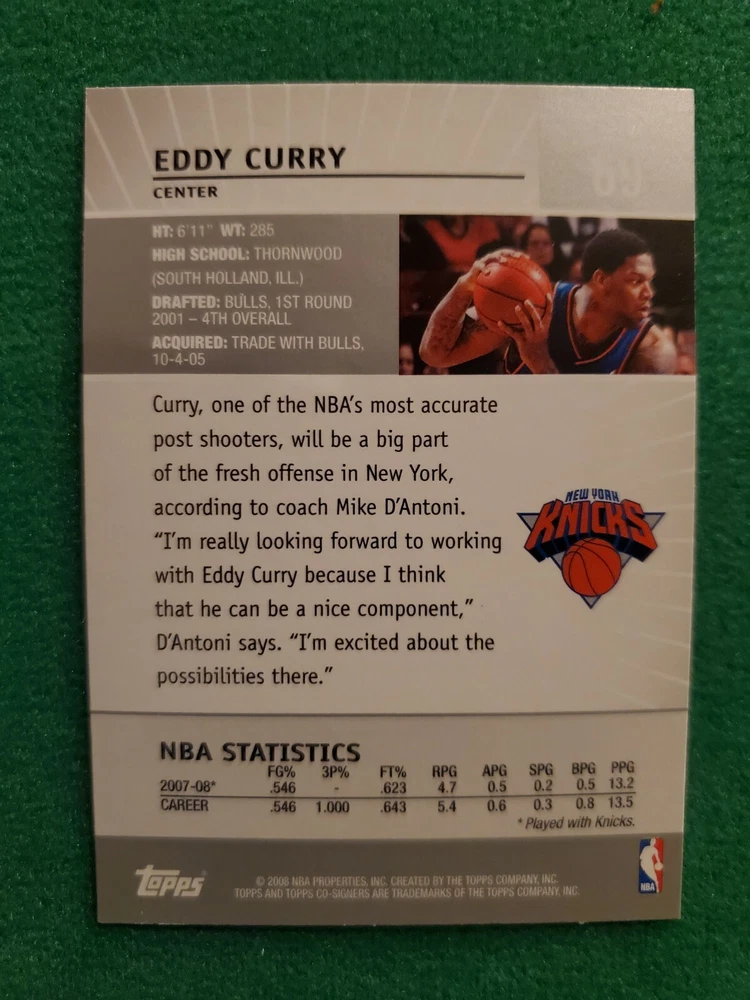 EDDY CURRY
CENTER
HT: 6'11" WT: 285
HIGH SCHOOL: THORNWOOD
(SOUTH HOLLAND, ILL.)
DRAFTED: BULLS, 1ST ROUND
2001 – 4TH OVERALL
ACQUIRED: TRADE WITH BULLS,
10-4-05
Curry, one of the NBA's most accurate
post shooters, will be a big part
of the fresh offense in New York,
according to coach Mike D'Antoni.
"I'm really looking forward to working
with Eddy Curry because I think
that he can be a nice component,"
D'Antoni says. "I'm excited about the
possibilities there."
NEW YORK
KNICKS
NBA STATISTICS
FG% 3P% FT% RPG APG SPG BPG PPG
2007-08* .546 - .623 4.7 0.5 0.2 0.5 13.2
CAREER .546 1.000 .643 5.4 0.6 0.3 0.8 13.5
* Played with Knicks.
topps
© 2008 NBA PROPERTIES, INC. CREATED BY THE TOPPS COMPANY, INC.
TOPPS AND TOPPS CO-SIGNERS ARE TRADEMARKS OF THE TOPPS COMPANY, INC.
NBA